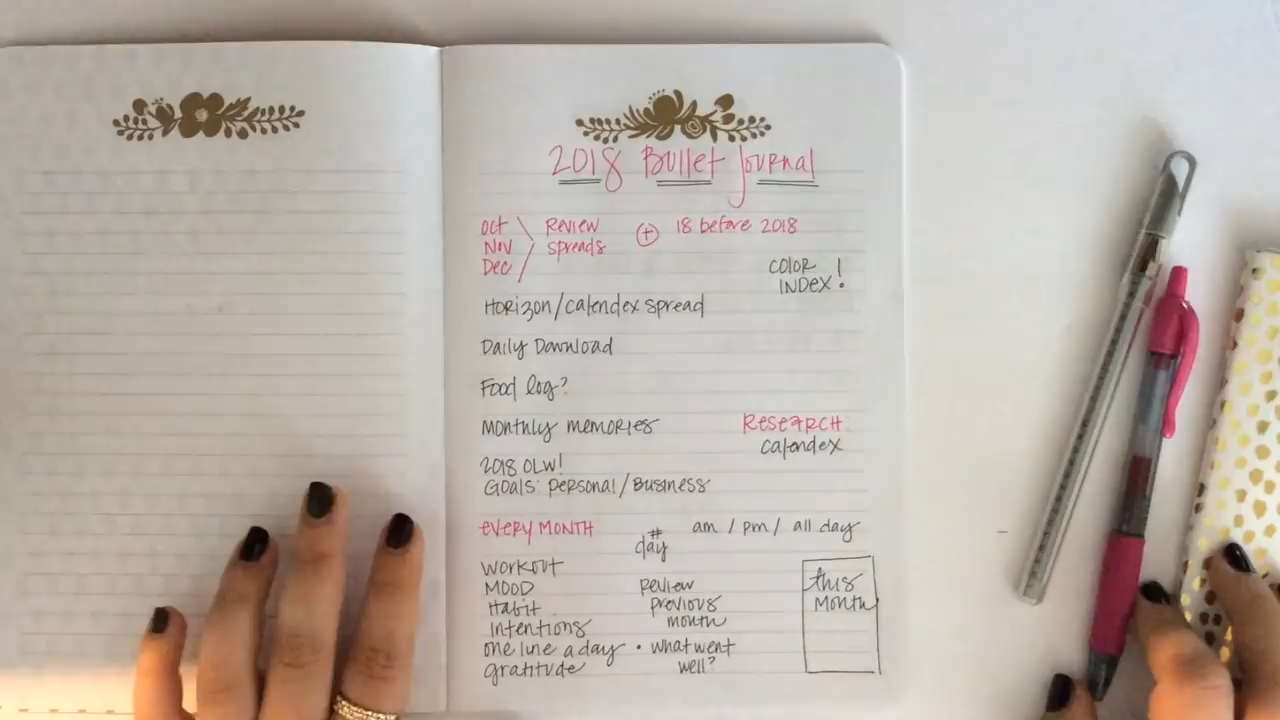 2018 Bullet Journal
Oct
Nov
Dec
Review
spreads
+ 18 before 2018
COLOR
INDEX!
Horizon/calendex spread
Daily Download
Food log?
Monthly memories
RESEARCH
calendex
2018 OLW!
Goals: personal/Business
EVERY MONTH
#
day
am / pm / all day
workout
MOOD
Habit
intentions
one line a day
gratitude
Review
previous
month
• what went
well?
this
Month